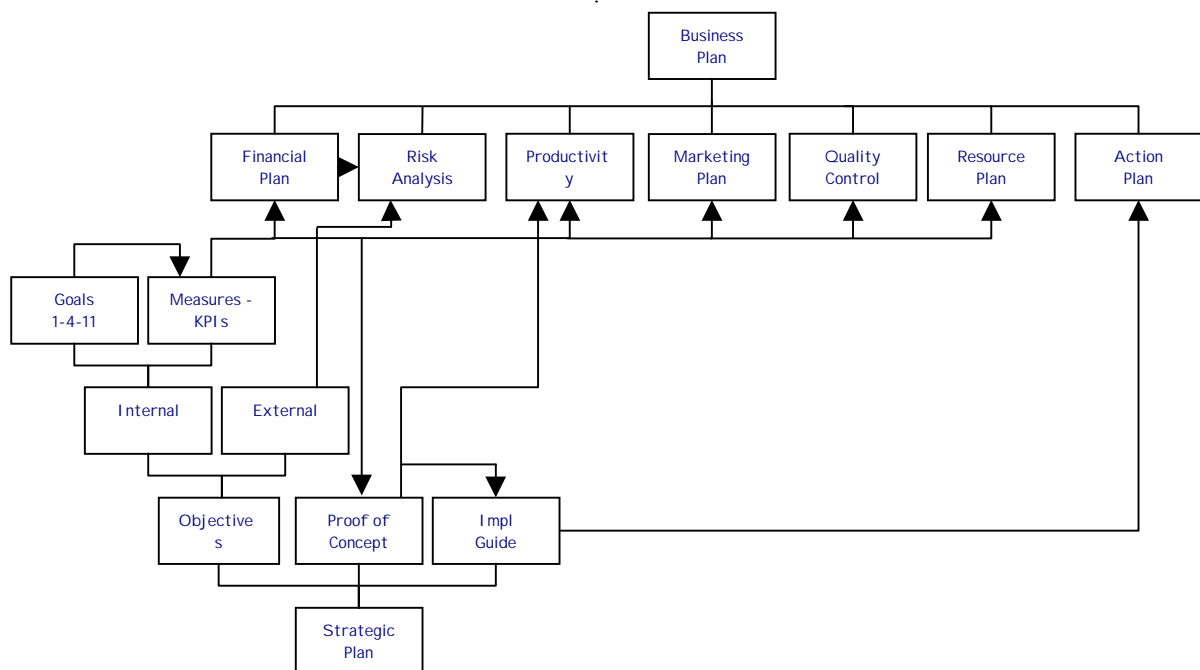 Business
Plan
Financial
Plan
Risk
Analysis
Productivit
y
Marketing
Plan
Quality
Control
Resource
Plan
Action
Plan
Goals
1-4-11
Measures -
KPIs
Internal
External
Objective
s
Proof of
Concept
Impl
Guide
Strategic
Plan